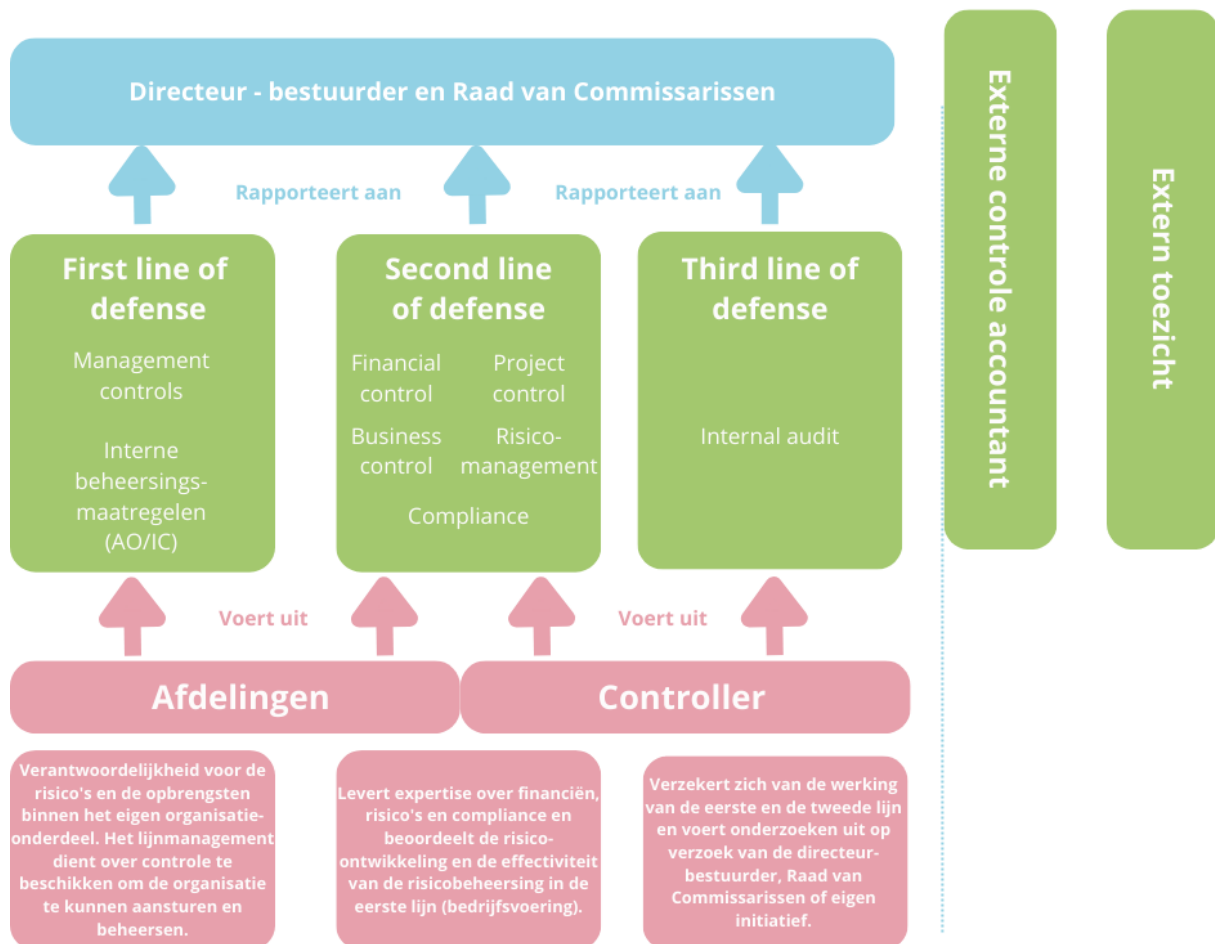 Directeur - bestuurder en Raad van Commissarissen
Rapporteert aan
Rapporteert aan
First line of
defense
Management
controls
Interne
beheersings-
maatregelen
(AO/IC)
Second line
of defense
Financial
control
Project
control
Business
control
Risico-
management
Compliance
Third line of
defense
Internal audit
Externe controle accountant
Extern toezicht
Voert uit
Voert uit
Afdelingen
Controller
Verantwoordelijkheid voor de
risico's en de opbrengsten
binnen het eigen organisatie-
onderdeel. Het lijnmanagement
dient over controle te
beschikken om de organisatie
te kunnen aansturen en
beheersen.
Levert expertise over financiën,
risico's en compliance en
beoordeelt de risico-
ontwikkeling en de effectiviteit
van de risicobeheersing in de
eerste lijn (bedrijfsvoering).
Verzekert zich van de werking
van de eerste en de tweede lijn
en voert onderzoeken uit op
verzoek van de directeur-
bestuurder, Raad van
Commissarissen of eigen
initiatief.